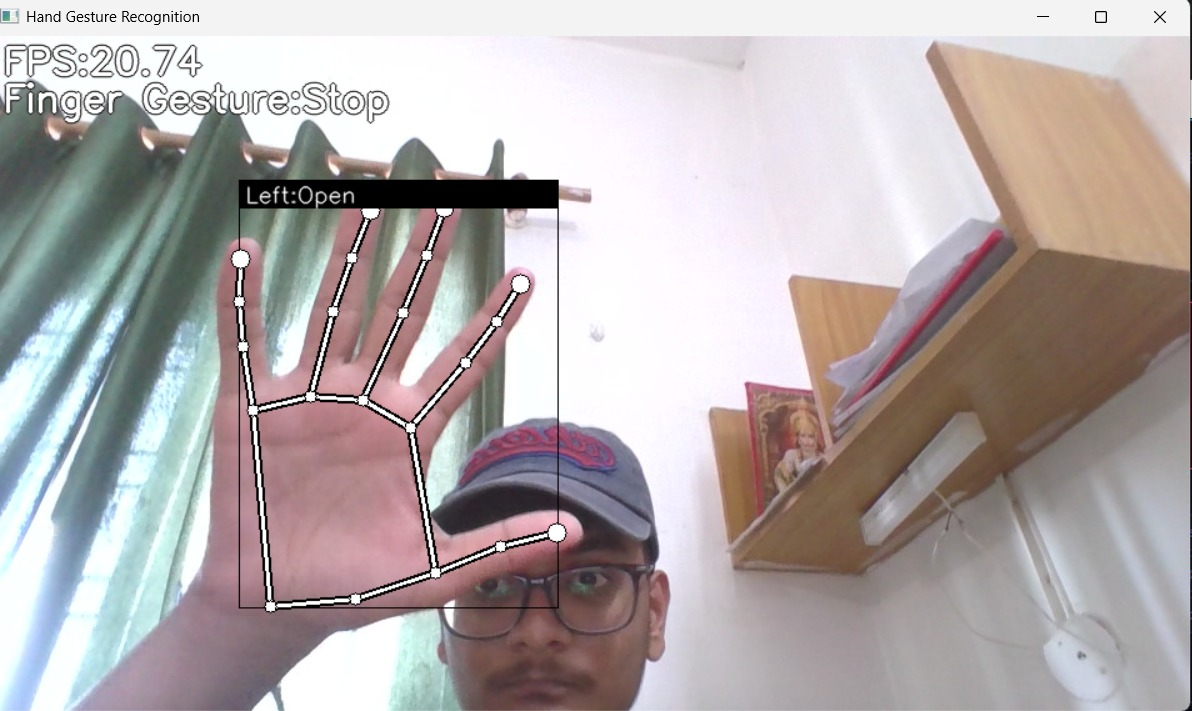 Hand Gesture Recognition
FPS:20.74
Finger Gesture:Stop
Left:Open